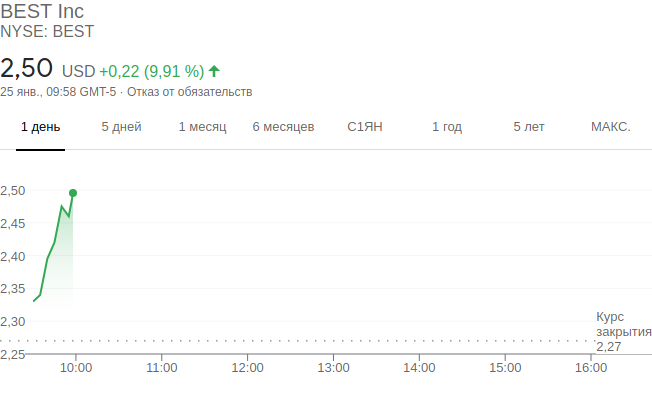 BEST Inc
NYSE: BEST
2,50 USD +0,22 (9,91 %)
25 янв., 09:58 GMT-5 · Отказ от обязательств
1 день 5 дней 1 месяц 6 месяцев С1ЯН 1 год 5 лет МАКС.
2,50
2,45
2,40
2,35
2,30
2,25
Курс
закрытия
2,27
10:00 11:00 12:00 13:00 14:00 15:00 16:00